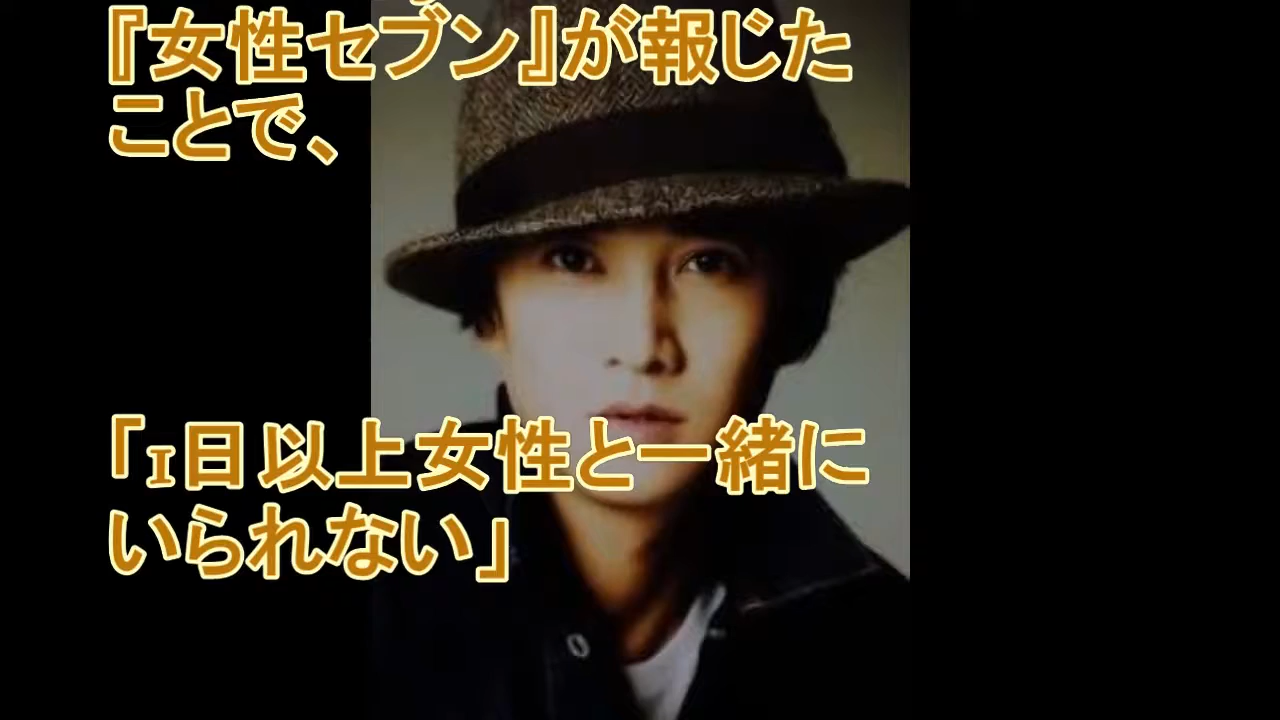 『女性セブン』が報じた
ことで、
「1日以上女性と一緒に
いられない」